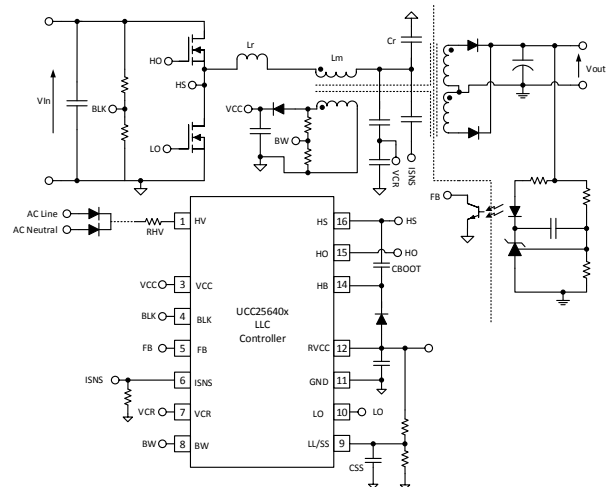 Cr
Lr
Lm
HO
HS
VIn
BLK
VCC
BW
LO
VCR
ISNS
Vout
FB
AC Line
AC Neutral
RHV
1 HV
HS 16 HS
HO 15 HO
CBOOT
HB 14
VCC 3 VCC
UCC25640x
LLC
Controller
BLK 4 BLK
FB 5 FB
RVCC 12
ISNS 6 ISNS
GND 11
VCR 7 VCR
LO 10 LO
BW 8 BW
LL/SS 9
CSS